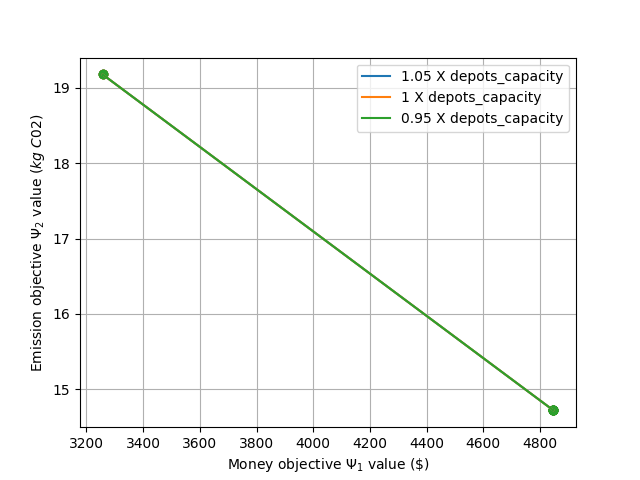 19
18
17
16
15
3200 3400 3600 3800 4000 4200 4400 4600 4800
Emission objective Ψ₂ value (kg C02)
Money objective Ψ₁ value ($)
1.05 X depots_capacity
1 X depots_capacity
0.95 X depots_capacity